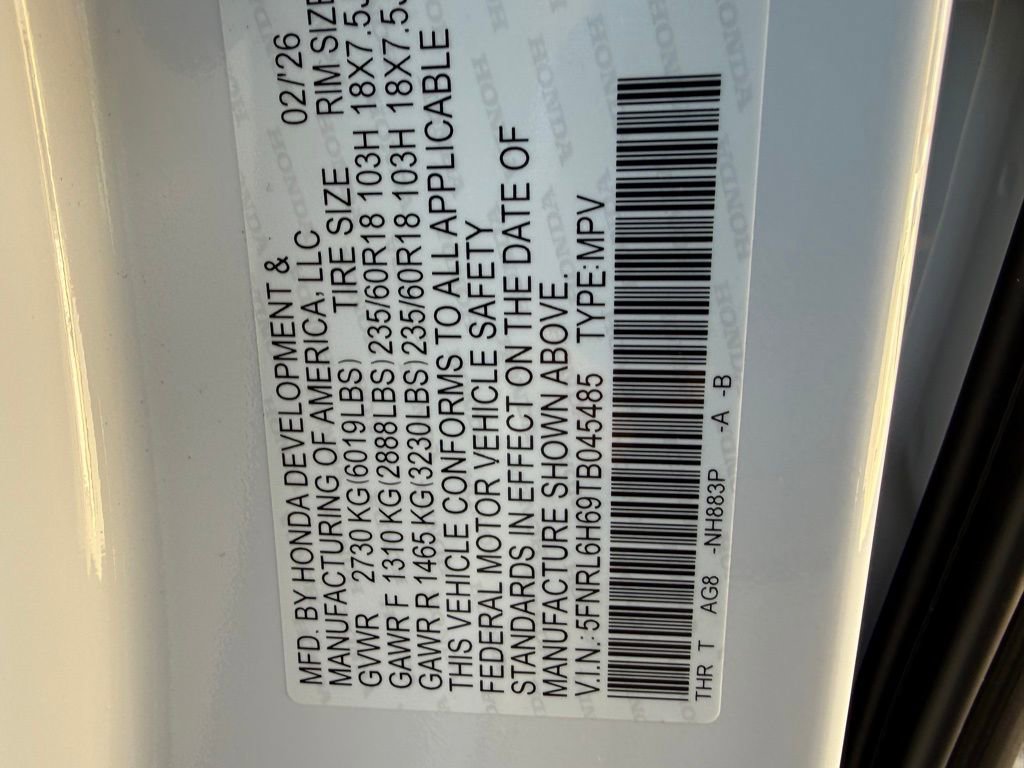 MFD. BY HONDA DEVELOPMENT &
MANUFACTURING OF AMERICA, LLC 02/'26
GVWR 2730 KG(6019LBS) TIRE SIZE RIM SIZE
GAWR F 1310 KG(2888LBS)235/60R18 103H 18X7.5J
GAWR R 1465 KG(3230LBS)235/60R18 103H 18X7.5J
THIS VEHICLE CONFORMS TO ALL APPLICABLE
FEDERAL MOTOR VEHICLE SAFETY
STANDARDS IN EFFECT ON THE DATE OF
MANUFACTURE SHOWN ABOVE.
V.I.N.:5FNRL6H69TB045485 TYPE:MPV
THR T AG8 -NH883P -A -B